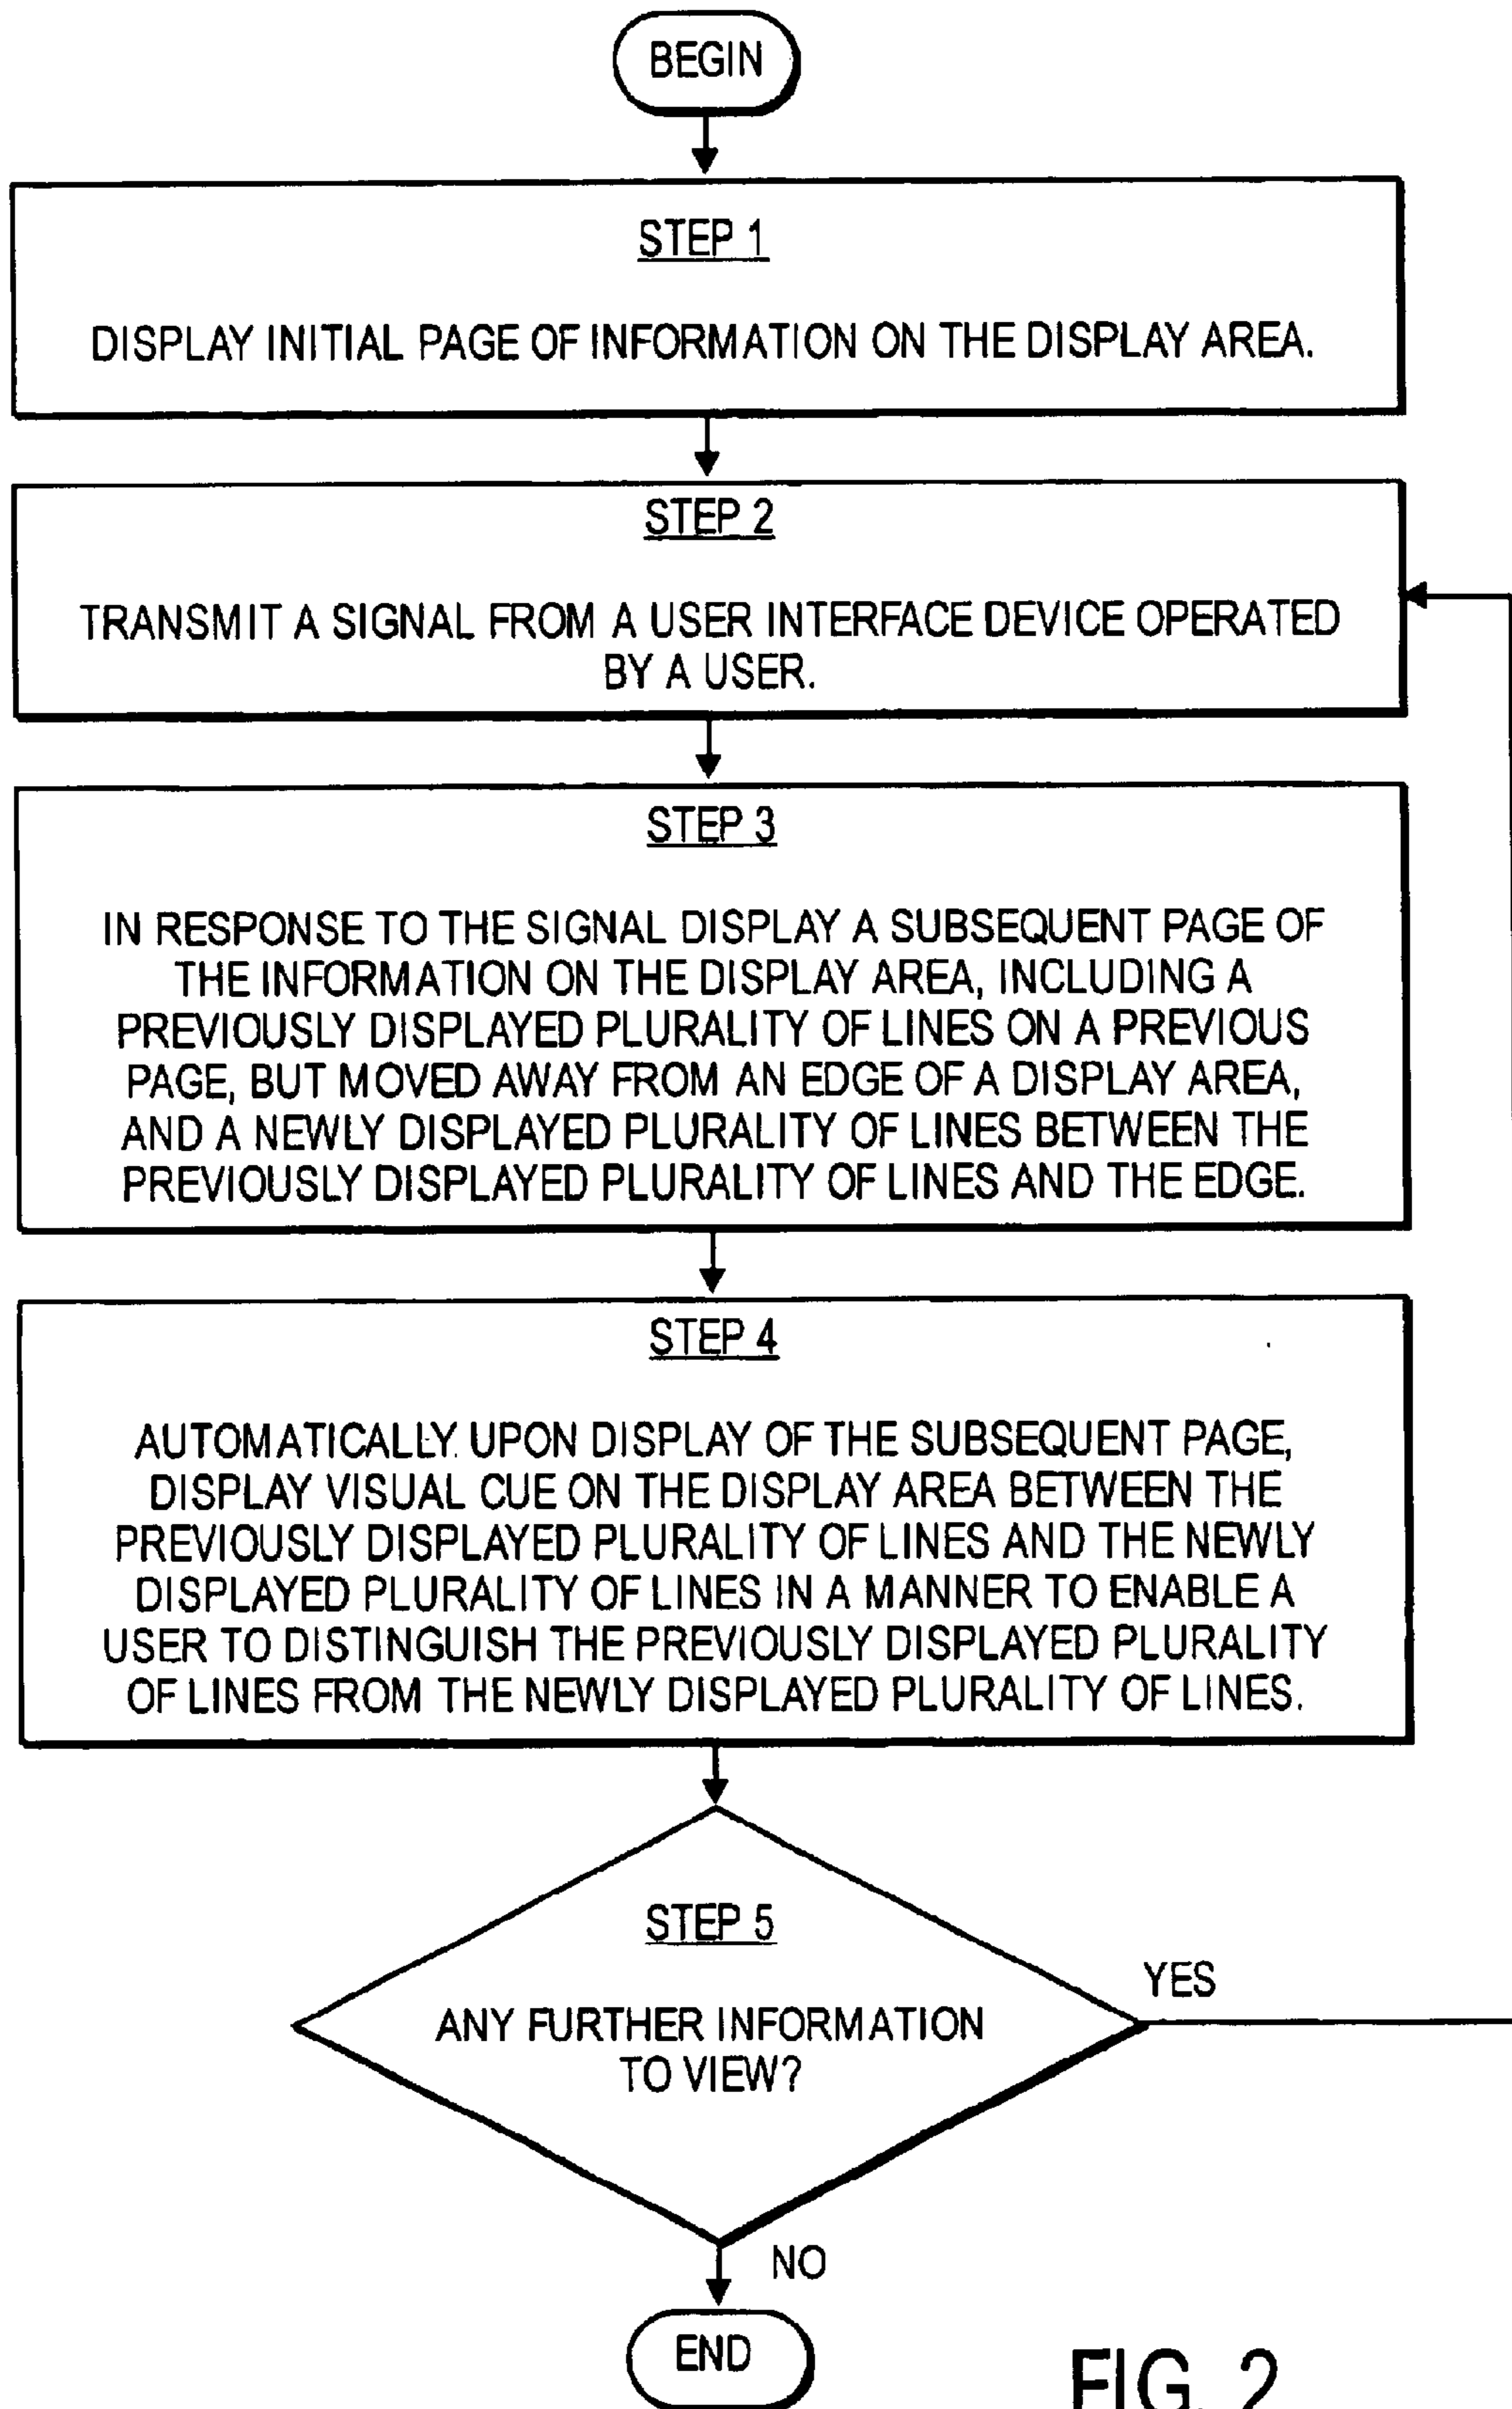 BEGIN
STEP 1
DISPLAY INITIAL PAGE OF INFORMATION ON THE DISPLAY AREA.
STEP 2
TRANSMIT A SIGNAL FROM A USER INTERFACE DEVICE OPERATED
BY A USER.
STEP 3
IN RESPONSE TO THE SIGNAL DISPLAY A SUBSEQUENT PAGE OF
THE INFORMATION ON THE DISPLAY AREA, INCLUDING A
PREVIOUSLY DISPLAYED PLURALITY OF LINES ON A PREVIOUS
PAGE, BUT MOVED AWAY FROM AN EDGE OF A DISPLAY AREA,
AND A NEWLY DISPLAYED PLURALITY OF LINES BETWEEN THE
PREVIOUSLY DISPLAYED PLURALITY OF LINES AND THE EDGE.
STEP 4
AUTOMATICALLY UPON DISPLAY OF THE SUBSEQUENT PAGE,
DISPLAY VISUAL CUE ON THE DISPLAY AREA BETWEEN THE
PREVIOUSLY DISPLAYED PLURALITY OF LINES AND THE NEWLY
DISPLAYED PLURALITY OF LINES IN A MANNER TO ENABLE A
USER TO DISTINGUISH THE PREVIOUSLY DISPLAYED PLURALITY
OF LINES FROM THE NEWLY DISPLAYED PLURALITY OF LINES.
STEP 5
ANY FURTHER INFORMATION
TO VIEW?
YES
NO
END
FIG. 2